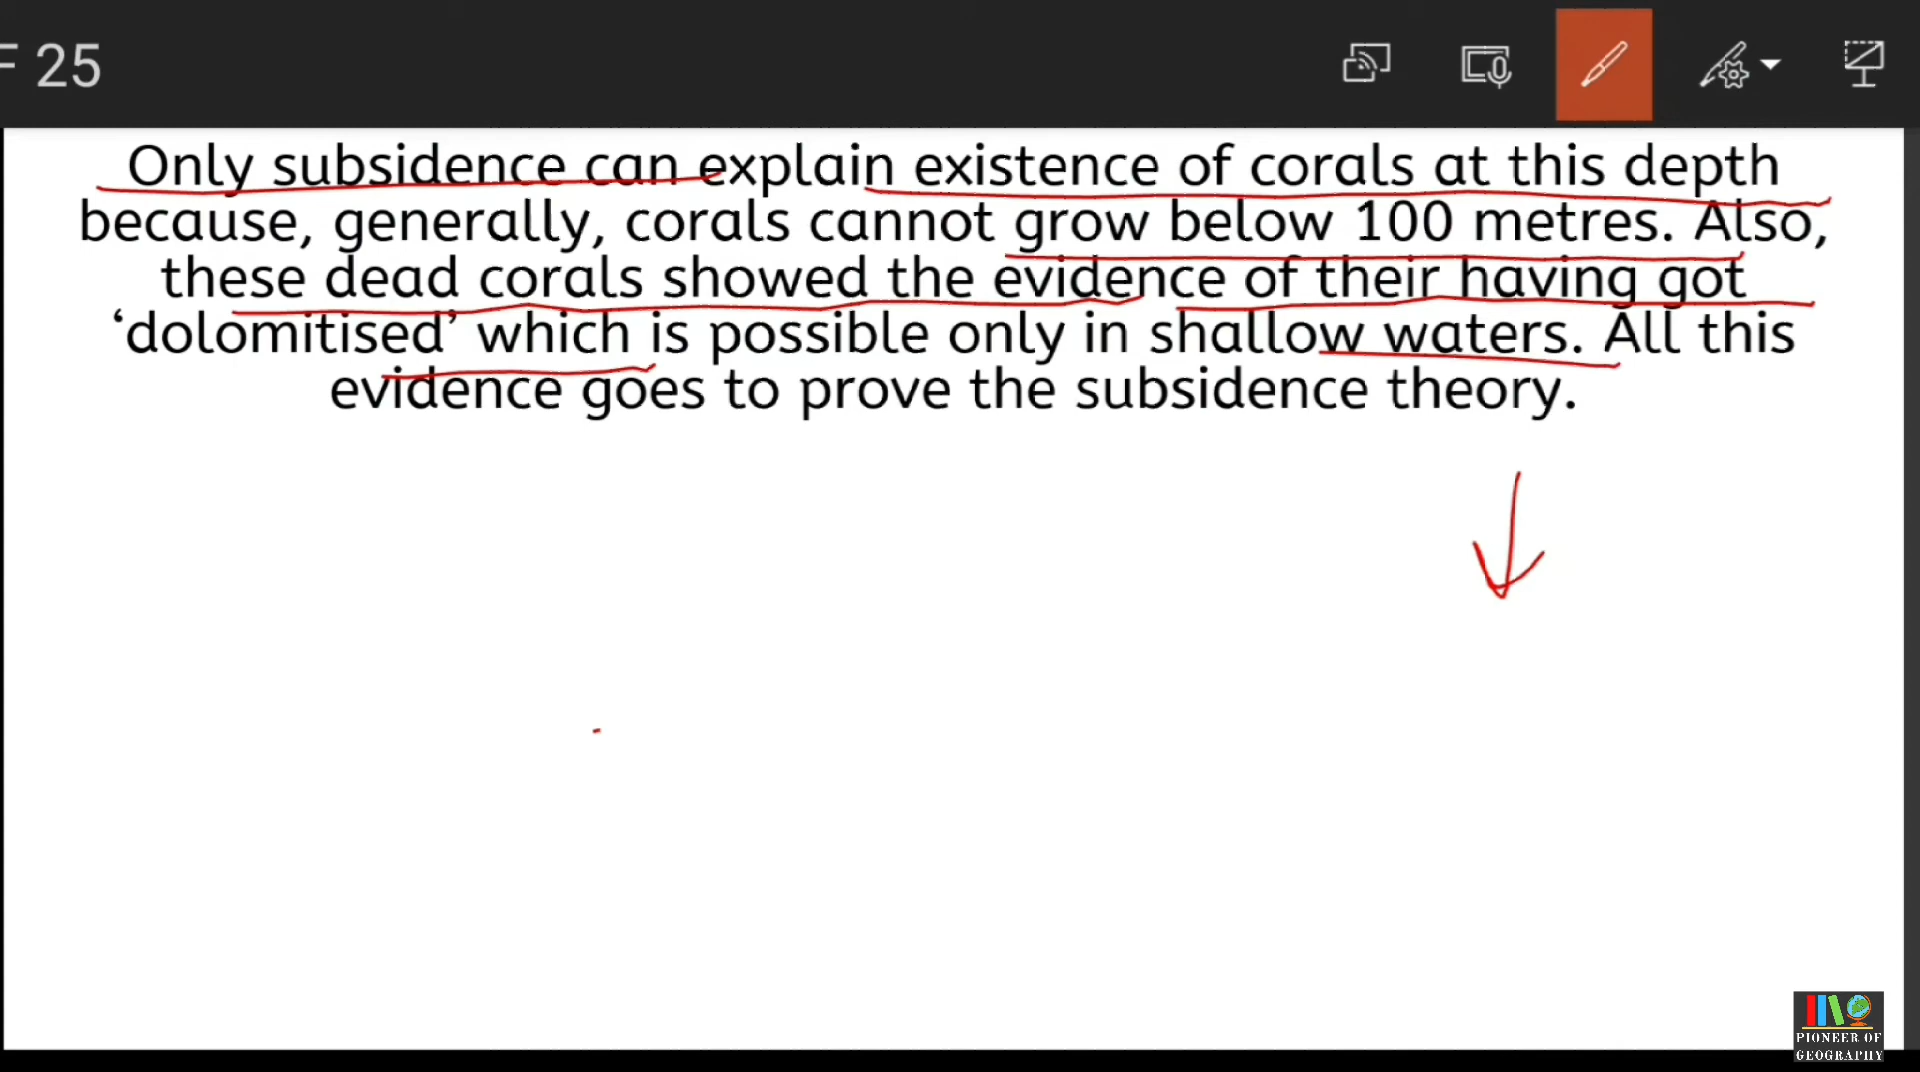 F 25
Only subsidence can explain existence of corals at this depth
because, generally, corals cannot grow below 100 metres. Also,
these dead corals showed the evidence of their having got
‘dolomitised’ which is possible only in shallow waters. All this
evidence goes to prove the subsidence theory.
PIONEER OF
GEOGRAPHY